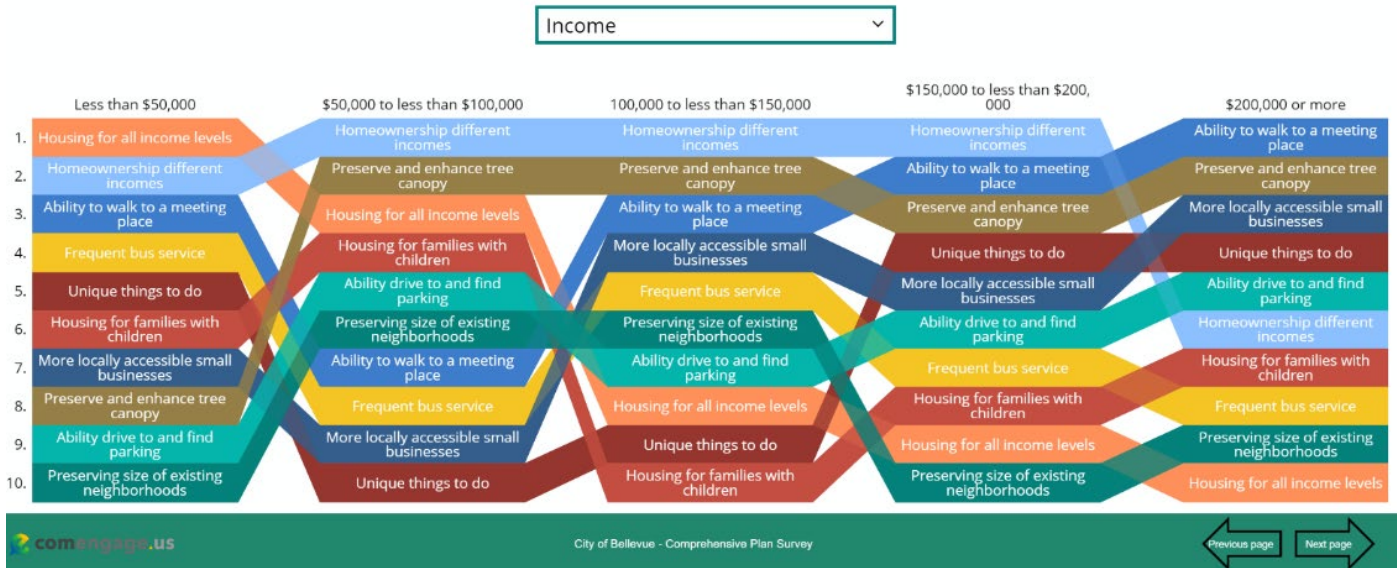 Income
Less than $50,000
$50,000 to less than $100,000
100,000 to less than $150,000
$150,000 to less than $200,
000
$200,000 or more
1.
Housing for all income levels
Homeownership different
incomes
Homeownership different
incomes
Homeownership different
incomes
Ability to walk to a meeting
place
2.
Homeownership different
incomes
Preserve and enhance tree
canopy
Preserve and enhance tree
canopy
Ability to walk to a meeting
place
Preserve and enhance tree
canopy
3.
Ability to walk to a meeting
place
Housing for all income levels
Ability to walk to a meeting
place
Preserve and enhance tree
canopy
More locally accessible small
businesses
4.
Frequent bus service
Housing for families with
children
More locally accessible small
businesses
Unique things to do
Unique things to do
5.
Unique things to do
Ability drive to and find
parking
Frequent bus service
More locally accessible small
businesses
Ability drive to and find
parking
6.
Housing for families with
children
Preserving size of existing
neighborhoods
Preserving size of existing
neighborhoods
Ability drive to and find
parking
Homeownership different
incomes
7.
More locally accessible small
businesses
Ability to walk to a meeting
place
Ability drive to and find
parking
Frequent bus service
Housing for families with
children
8.
Preserve and enhance tree
canopy
Frequent bus service
Housing for all income levels
Housing for families with
children
Frequent bus service
9.
Ability drive to and find
parking
More locally accessible small
businesses
Unique things to do
Housing for all income levels
Preserving size of existing
neighborhoods
10.
Preserving size of existing
neighborhoods
Unique things to do
Housing for families with
children
Preserving size of existing
neighborhoods
Housing for all income levels
comengage.us
City of Bellevue - Comprehensive Plan Survey
Previous page
Next page